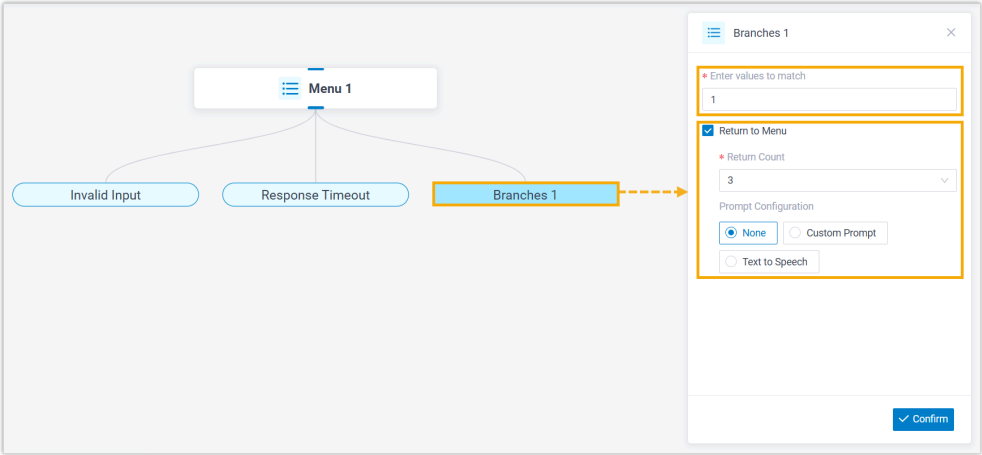 Menu 1
Invalid Input
Response Timeout
Branches 1
Branches 1
* Enter values to match
1
Return to Menu
* Return Count
3
Prompt Configuration
None
Custom Prompt
Text to Speech
Confirm